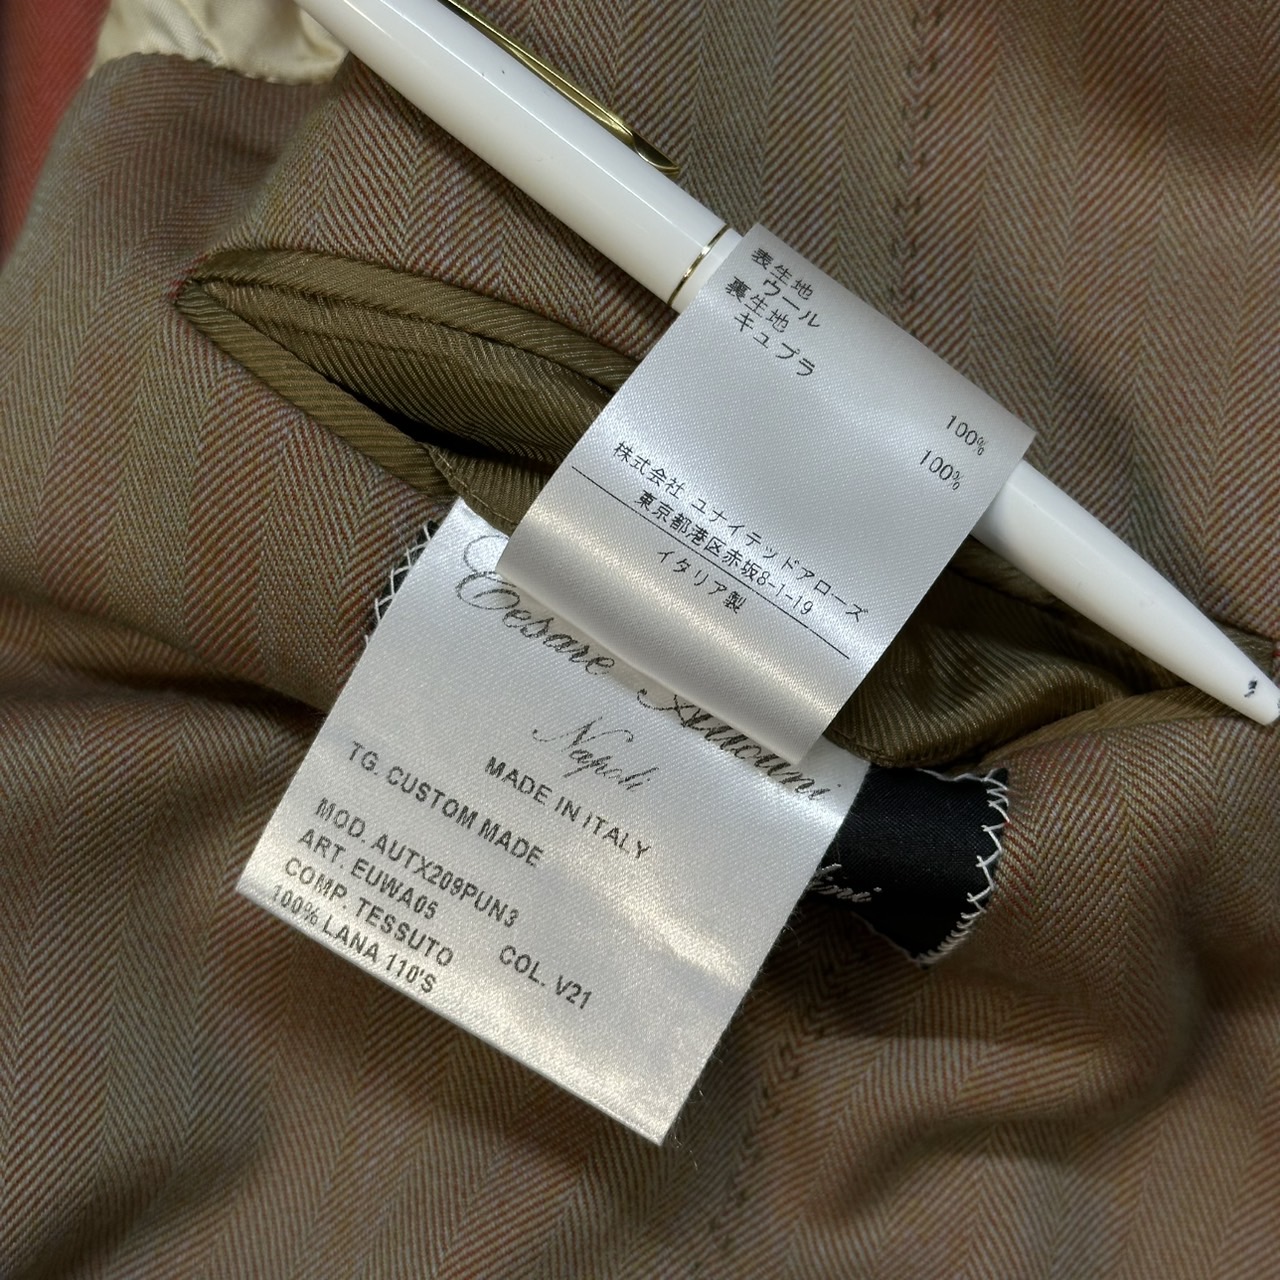 表生地
ウール
裏生地
キュプラ
100%
100%
株式会社 ユナイテッドアローズ
東京都港区赤坂8-1-19
イタリア製
Cesare Attolini
Napoli
MADE IN ITALY
TG. CUSTOM MADE
MOD. AUTX209PUN3
ART. EUWA05
COMP. TESSUTO COL. V21
100% LANA 110'S